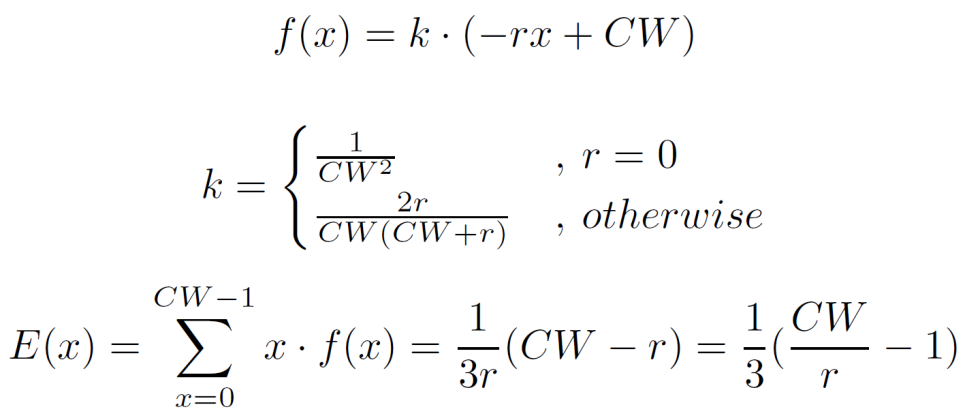 f(x) = k · (−rx + CW)
k = { 1/CW² , r = 0
2r/CW(CW+r) , otherwise
E(x) = ∑_{x=0}^{CW−1} x · f(x) = 1/3r (CW − r) = 1/3 (CW/r − 1)